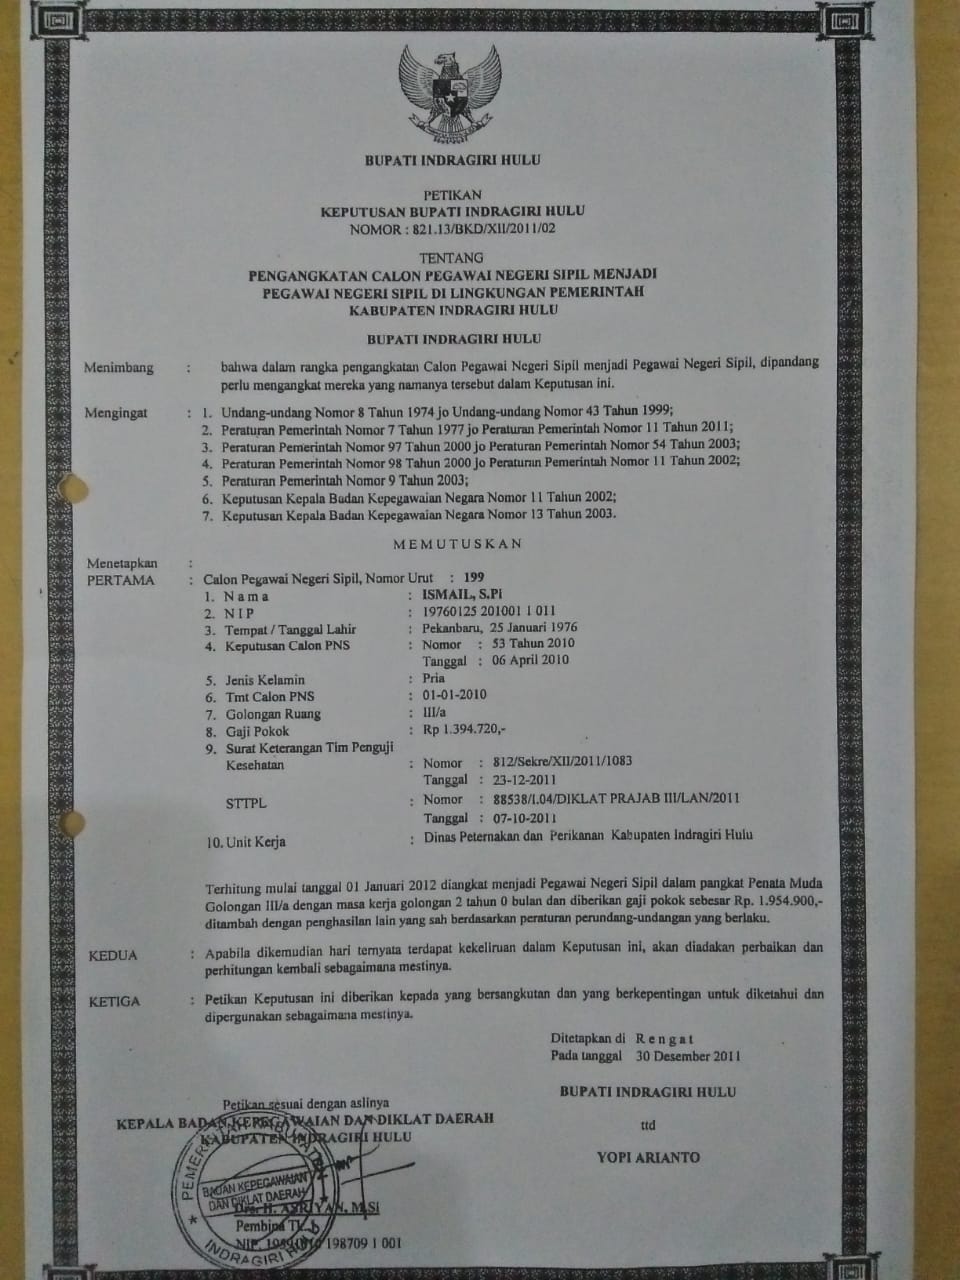 BUPATI INDRAGIRI HULU
PETIKAN
KEPUTUSAN BUPATI INDRAGIRI HULU
NOMOR : 821.13/BKD/XII/2011/02
TENTANG
PENGANGKATAN CALON PEGAWAI NEGERI SIPIL MENJADI
PEGAWAI NEGERI SIPIL DI LINGKUNGAN PEMERINTAH
KABUPATEN INDRAGIRI HULU
BUPATI INDRAGIRI HULU
Menimbang : bahwa dalam rangka pengangkatan Calon Pegawai Negeri Sipil menjadi Pegawai Negeri Sipil, dipandang
perlu mengangkat mereka yang namanya tersebut dalam Keputusan ini.
Mengingat : 1. Undang-undang Nomor 8 Tahun 1974 jo Undang-undang Nomor 43 Tahun 1999;
2. Peraturan Pemerintah Nomor 7 Tahun 1977 jo Peraturan Pemerintah Nomor 11 Tahun 2011;
3. Peraturan Pemerintah Nomor 97 Tahun 2000 jo Peraturan Pemerintah Nomor 54 Tahun 2003;
4. Peraturan Pemerintah Nomor 98 Tahun 2000 jo Peraturan Pemerintah Nomor 11 Tahun 2002;
5. Peraturan Pemerintah Nomor 9 Tahun 2003;
6. Keputusan Kepala Badan Kepegawaian Negara Nomor 11 Tahun 2002;
7. Keputusan Kepala Badan Kepegawaian Negara Nomor 13 Tahun 2003.
M E M U T U S K A N
Menetapkan :
PERTAMA : Calon Pegawai Negeri Sipil, Nomor Urut : 199
1. N a m a : ISMAIL, S.Pi
2. N I P : 19760125 201001 1 011
3. Tempat / Tanggal Lahir : Pekanbaru, 25 Januari 1976
4. Keputusan Calon PNS : Nomor : 53 Tahun 2010
Tanggal : 06 April 2010
5. Jenis Kelamin : Pria
6. Tmt Calon PNS : 01-01-2010
7. Golongan Ruang : III/a
8. Gaji Pokok : Rp 1.394.720,-
9. Surat Keterangan Tim Penguji
Kesehatan : Nomor : 812/Sekre/XII/2011/1083
Tanggal : 23-12-2011
STTPL : Nomor : 88538/I.04/DIKLAT PRAJAB III/LAN/2011
Tanggal : 07-10-2011
10. Unit Kerja : Dinas Peternakan dan Perikanan Kabupaten Indragiri Hulu
Terhitung mulai tanggal 01 Januari 2012 diangkat menjadi Pegawai Negeri Sipil dalam pangkat Penata Muda
Golongan III/a dengan masa kerja golongan 2 tahun 0 bulan dan diberikan gaji pokok sebesar Rp. 1.954.900,-
ditambah dengan penghasilan lain yang sah berdasarkan peraturan perundang-undangan yang berlaku.
KEDUA : Apabila dikemudian hari ternyata terdapat kekeliruan dalam Keputusan ini, akan diadakan perbaikan dan
perhitungan kembali sebagaimana mestinya.
KETIGA : Petikan Keputusan ini diberikan kepada yang bersangkutan dan yang berkepentingan untuk diketahui dan
dipergunakan sebagaimana mestinya.
Ditetapkan di R e n g a t
Pada tanggal 30 Desember 2011
BUPATI INDRAGIRI HULU
ttd
YOPI ARIANTO
Petikan sesuai dengan aslinya
KEPALA BADAN KEPEGAWAIAN DAN DIKLAT DAERAH
KABUPATEN INDRAGIRI HULU
PEMERINTAH KABUPATEN
BADAN KEPEGAWAIAN
DAN DIKLAT DAERAH
INDRAGIRI HULU
Drs. H. ASRIYAN, M.Si
Pembina Tk.
NIP. 198709 1 001